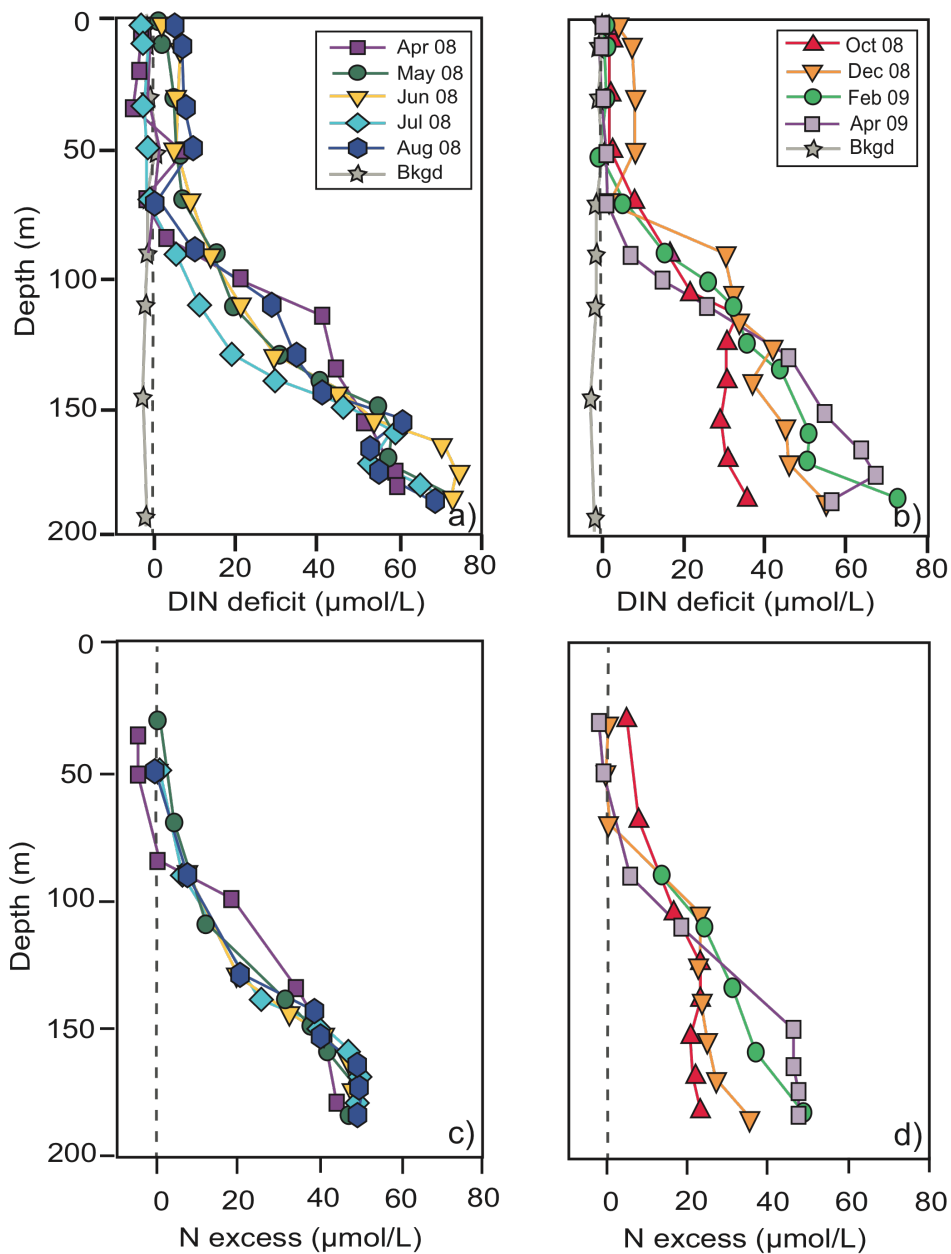 0
50
100
150
200
Depth (m)
Apr 08
May 08
Jun 08
Jul 08
Aug 08
Bkgd
a)
0 20 40 60 80
DIN deficit (µmol/L)
Oct 08
Dec 08
Feb 09
Apr 09
Bkgd
b)
0 20 40 60 80
DIN deficit (µmol/L)
0
50
100
150
200
Depth (m)
c)
0 20 40 60 80
N excess (µmol/L)
d)
0 20 40 60 80
N excess (µmol/L)